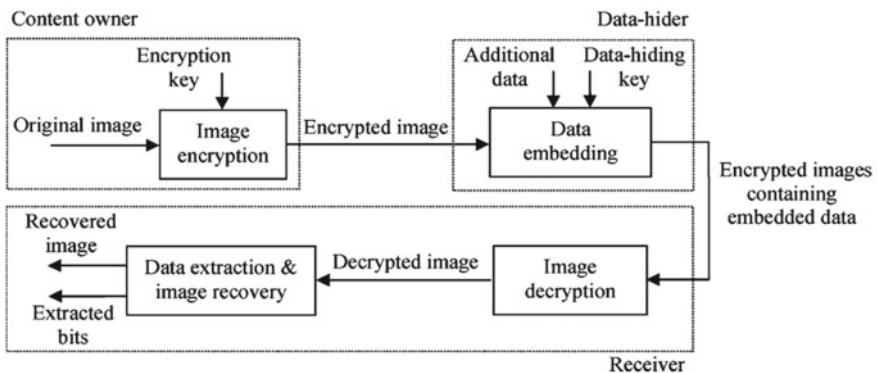 Content owner
Data-hider
Encryption
key
Additional
data
Data-hiding
key
Original image
Image
encryption
Encrypted image
Data
embedding
Encrypted images
containing
embedded data
Recovered
image
Data extraction &
image recovery
Decrypted image
Image
decryption
Extracted
bits
Receiver